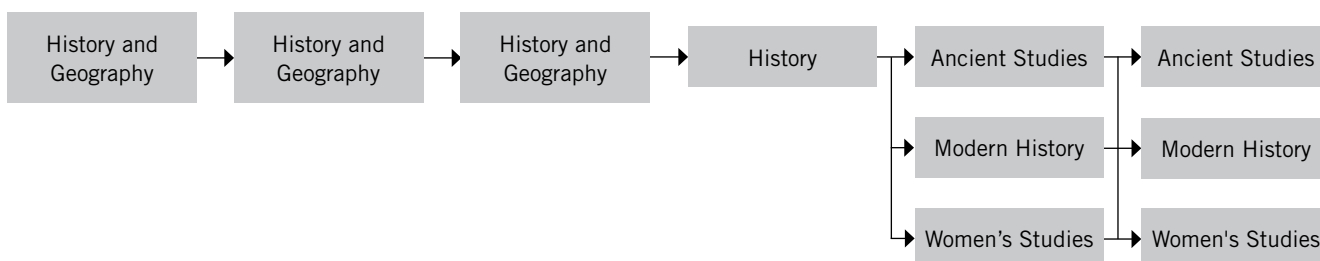 History and
Geography
History and
Geography
History and
Geography
History
Ancient Studies
Ancient Studies
Modern History
Modern History
Women’s Studies
Women's Studies